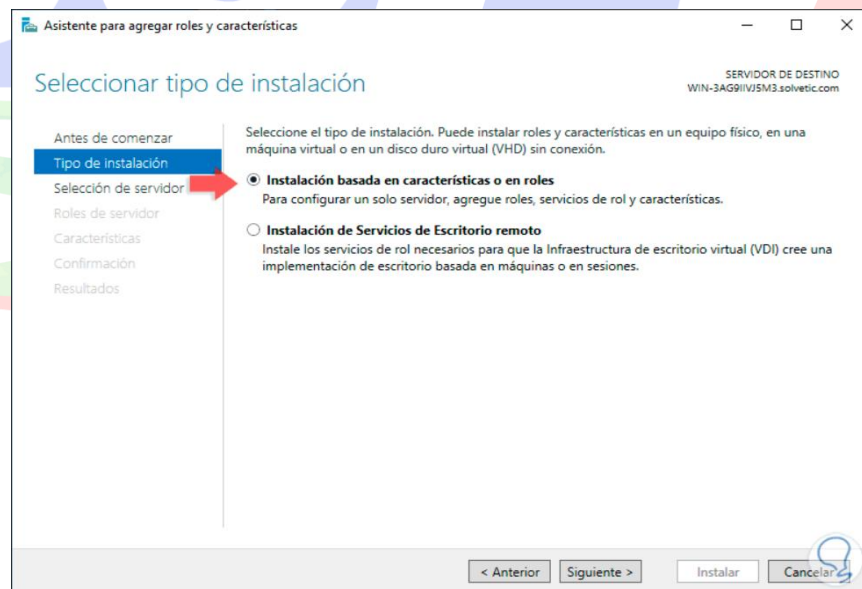 Asistente para agregar roles y características
Seleccionar tipo de instalación
SERVIDOR DE DESTINO
WIN-3AG9IIVJ5M3.solvetic.com
Antes de comenzar
Tipo de instalación
Selección de servidor
Roles de servidor
Características
Confirmación
Resultados
Seleccione el tipo de instalación. Puede instalar roles y características en un equipo físico, en una
máquina virtual o en un disco duro virtual (VHD) sin conexión.
Instalación basada en características o en roles
Para configurar un solo servidor, agregue roles, servicios de rol y características.
Instalación de Servicios de Escritorio remoto
Instale los servicios de rol necesarios para que la Infraestructura de escritorio virtual (VDI) cree una
implementación de escritorio basada en máquinas o en sesiones.
< Anterior
Siguiente >
Instalar
Cancelar